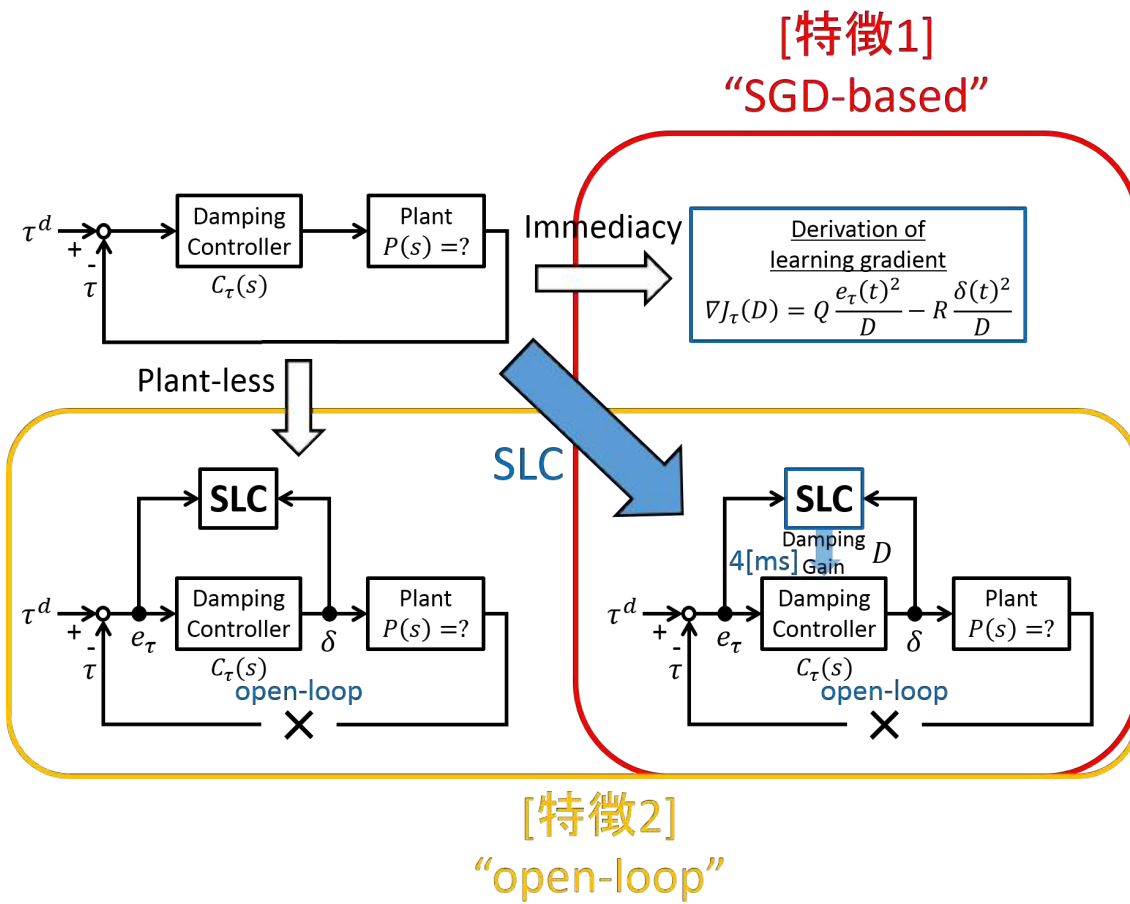 [特徴1]
“SGD-based”
τ^d
+
-
τ
Damping
Controller
C_τ(s)
Plant
P(s) =?
Immediacy
Derivation of
learning gradient
∇J_τ(D) = Q e_τ(t)^2/D − R δ(t)^2/D
Plant-less
SLC
SLC
τ^d
+
-
τ
e_τ
Damping
Controller
C_τ(s)
δ
Plant
P(s) =?
open-loop
×
SLC
4[ms]
Damping
Gain
D
τ^d
+
-
τ
e_τ
Damping
Controller
C_τ(s)
δ
Plant
P(s) =?
open-loop
×
[特徴2]
“open-loop”